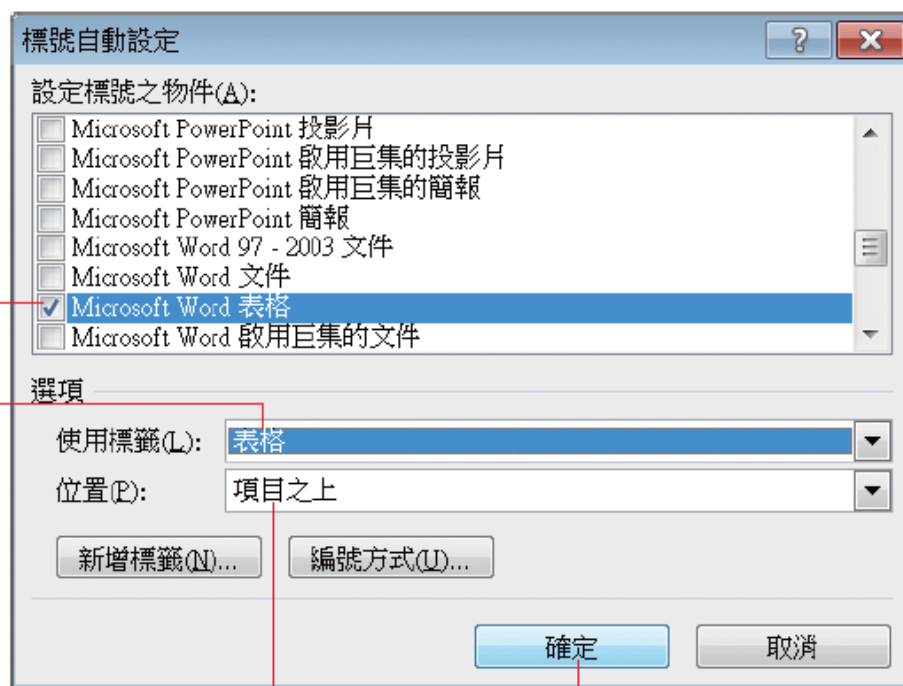 標號自動設定
設定標號之物件(A):
Microsoft PowerPoint 投影片
Microsoft PowerPoint 啟用巨集的投影片
Microsoft PowerPoint 啟用巨集的簡報
Microsoft PowerPoint 簡報
Microsoft Word 97 - 2003 文件
Microsoft Word 文件
Microsoft Word 表格
Microsoft Word 啟用巨集的文件
選項
使用標籤(L): 表格
位置(P): 項目之上
新增標籤(N)... 編號方式(U)...
確定 取消